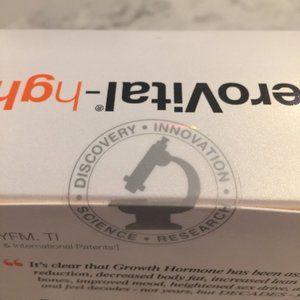 eroVital®-hgh
DISCOVERY • INNOVATION •
SCIENCE • RESEARCH
YFM. TI
& International Patents!]
“It's clear that Growth Hormone has been as
reduction, decreased body fat, increased lean
bones, improved mood, heightened sex drive, a
and feel decades - not years, but DECADES